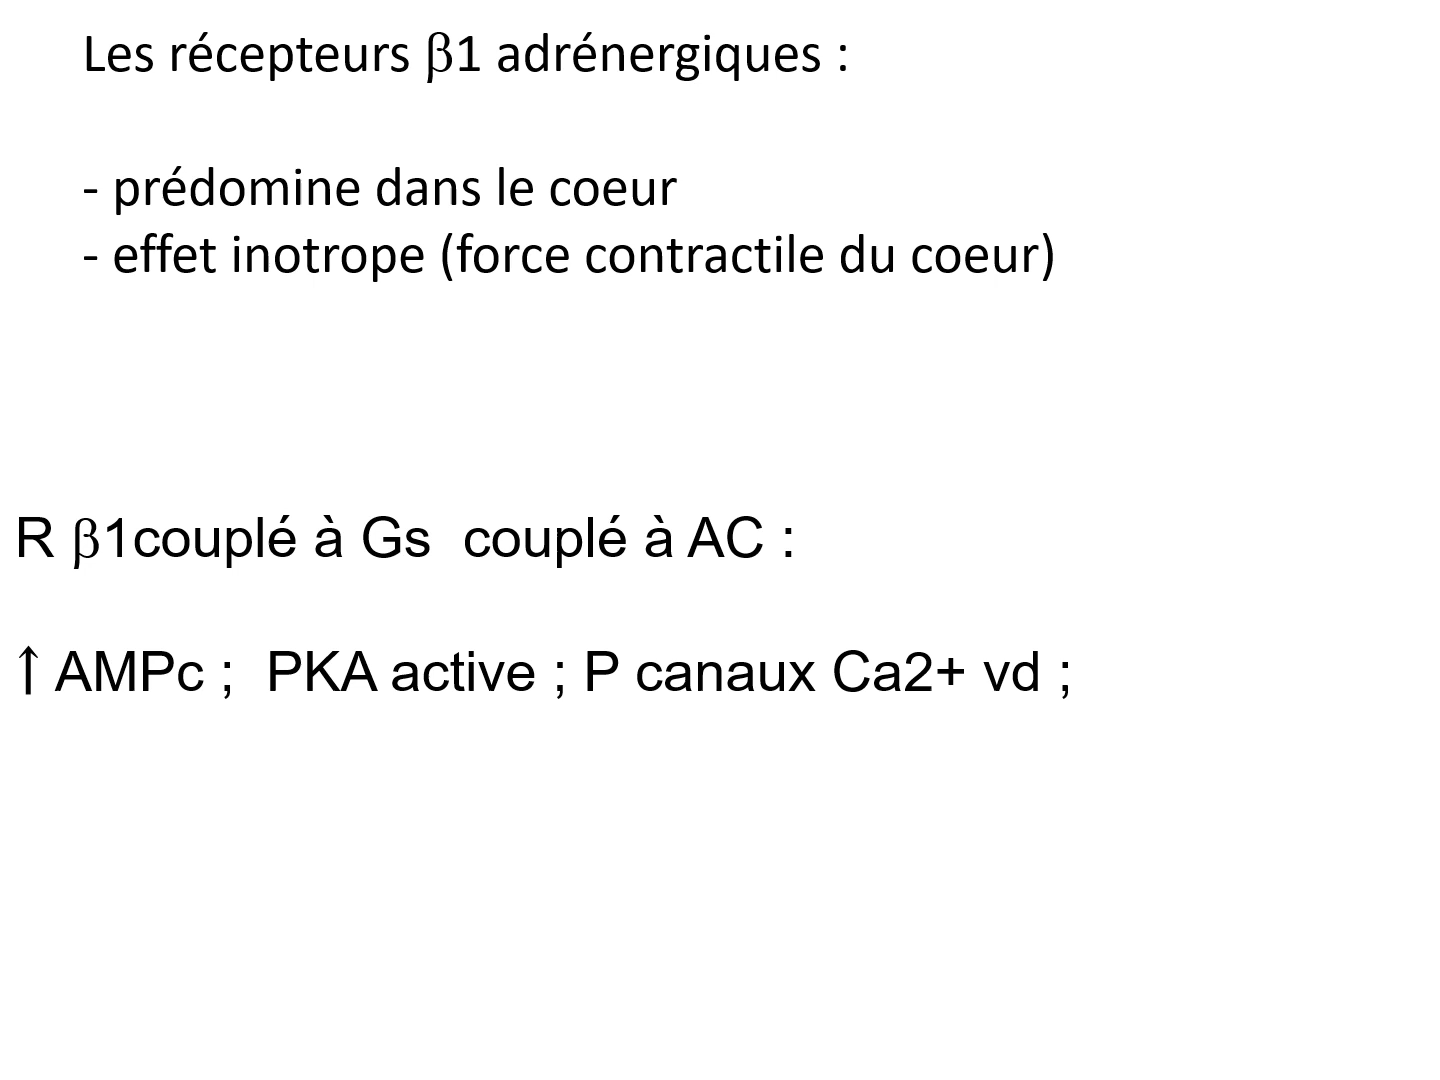 Les récepteurs β1 adrénergiques :
- prédomine dans le coeur
- effet inotrope (force contractile du coeur)
R β1couplé à Gs  couplé à AC :
↑ AMPc ;  PKA active ; P canaux Ca2+ vd ;